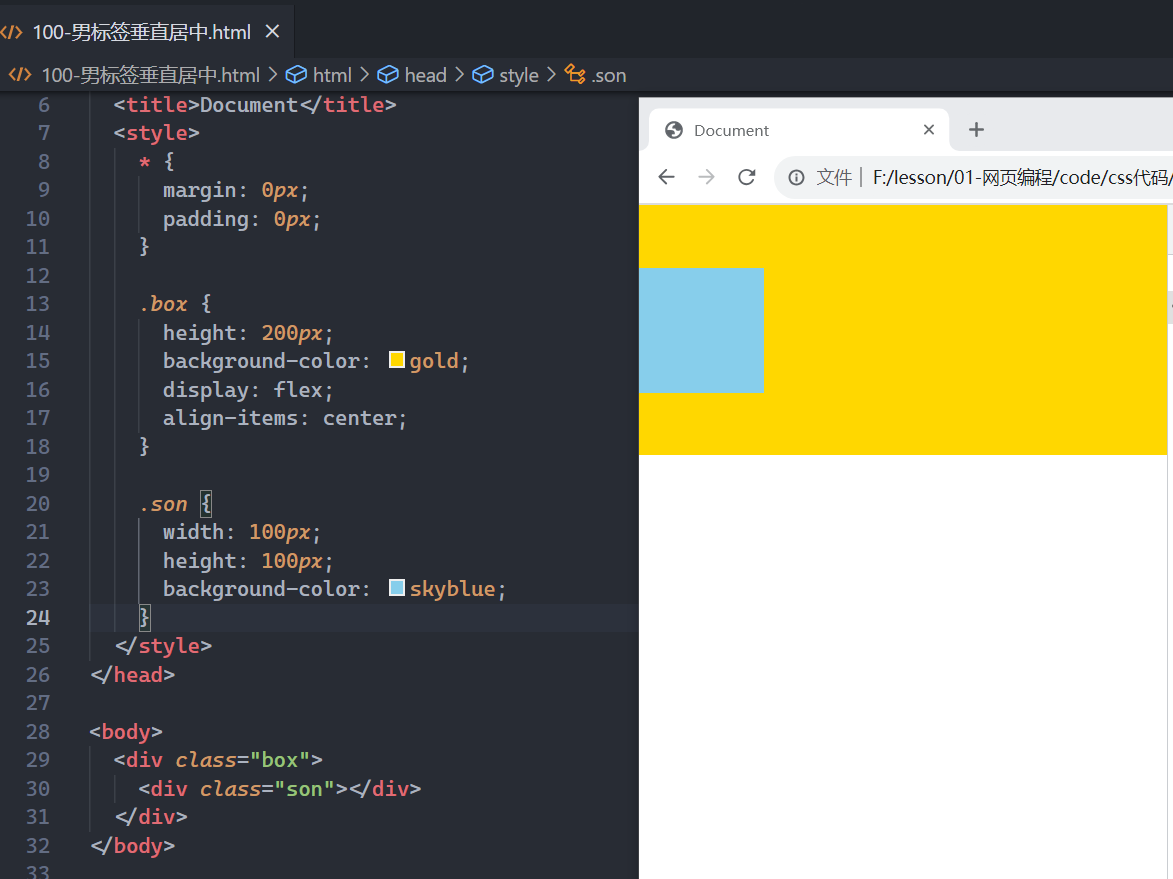 100-男标签垂直居中.html
100-男标签垂直居中.html > html > head > style > .son
6 <title>Document</title>
7 <style>
8 * {
9 margin: 0px;
10 padding: 0px;
11 }
12
13 .box {
14 height: 200px;
15 background-color: gold;
16 display: flex;
17 align-items: center;
18 }
19
20 .son {
21 width: 100px;
22 height: 100px;
23 background-color: skyblue;
24 }
25 </style>
26 </head>
27
28 <body>
29 <div class="box">
30 <div class="son"></div>
31 </div>
32 </body>
33
Document
文件 | F:/lesson/01-网页编程/code/css代码/